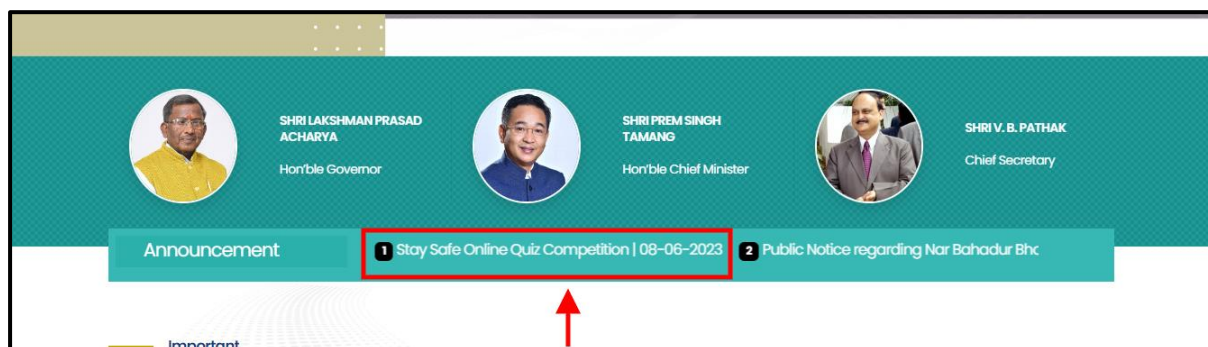 SHRI LAKSHMAN PRASAD
ACHARYA
Hon'ble Governor
SHRI PREM SINGH
TAMANG
Hon'ble Chief Minister
SHRI V. B. PATHAK
Chief Secretary
Announcement
1 Stay Safe Online Quiz Competition | 08-06-2023 2 Public Notice regarding Nar Bahadur
Important